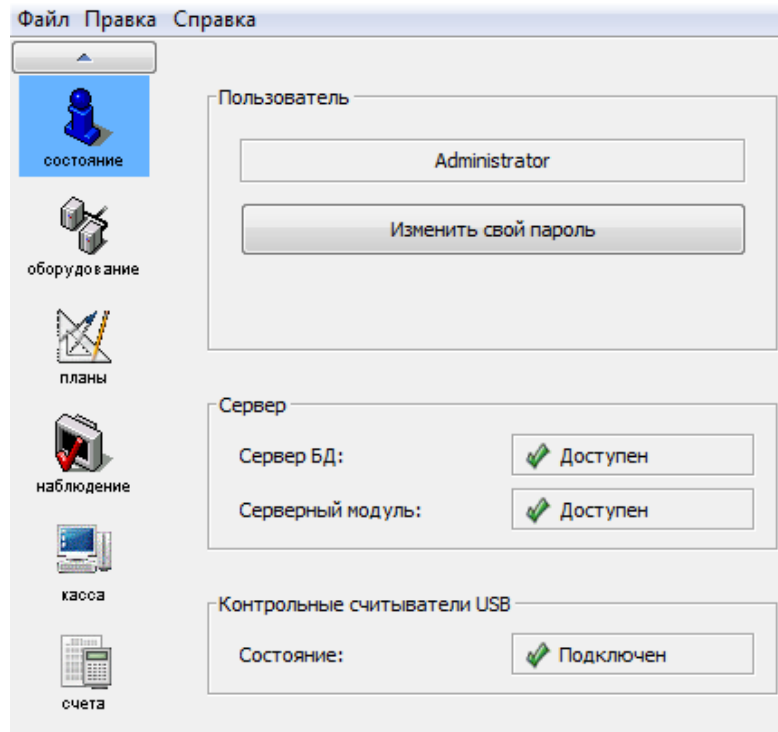 Файл Правка Справка
состояние
оборудование
планы
наблюдение
касса
счета
Пользователь
Administrator
Изменить свой пароль
Сервер
Сервер БД: Доступен
Серверный модуль: Доступен
Контрольные считыватели USB
Состояние: Подключен